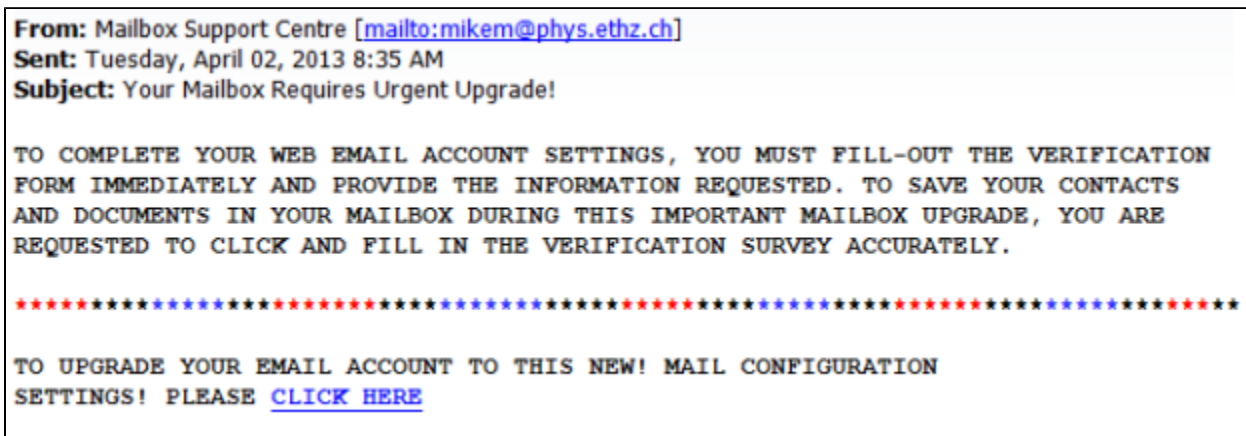 From: Mailbox Support Centre [mailto:mikem@phys.ethz.ch]
Sent: Tuesday, April 02, 2013 8:35 AM
Subject: Your Mailbox Requires Urgent Upgrade!
TO COMPLETE YOUR WEB EMAIL ACCOUNT SETTINGS, YOU MUST FILL-OUT THE VERIFICATION
FORM IMMEDIATELY AND PROVIDE THE INFORMATION REQUESTED. TO SAVE YOUR CONTACTS
AND DOCUMENTS IN YOUR MAILBOX DURING THIS IMPORTANT MAILBOX UPGRADE, YOU ARE
REQUESTED TO CLICK AND FILL IN THE VERIFICATION SURVEY ACCURATELY.
*********************************************************************************
TO UPGRADE YOUR EMAIL ACCOUNT TO THIS NEW! MAIL CONFIGURATION
SETTINGS! PLEASE CLICK HERE